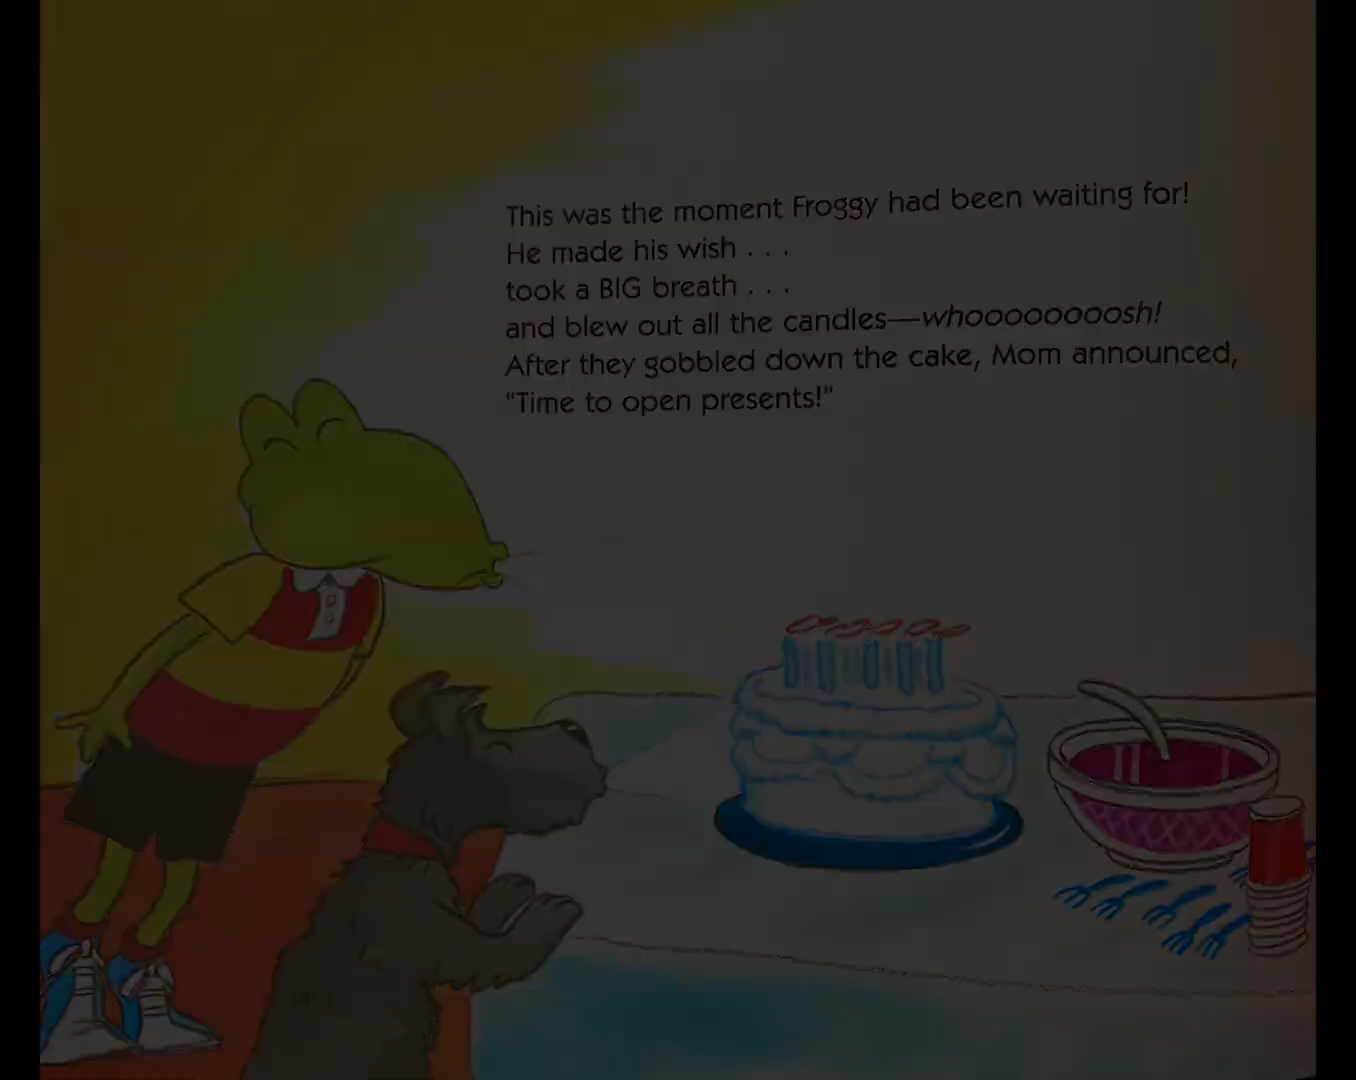 This was the moment Froggy had been waiting for!
He made his wish . . .
took a BIG breath . . .
and blew out all the candles—whoooooooosh!
After they gobbled down the cake, Mom announced,
"Time to open presents!"